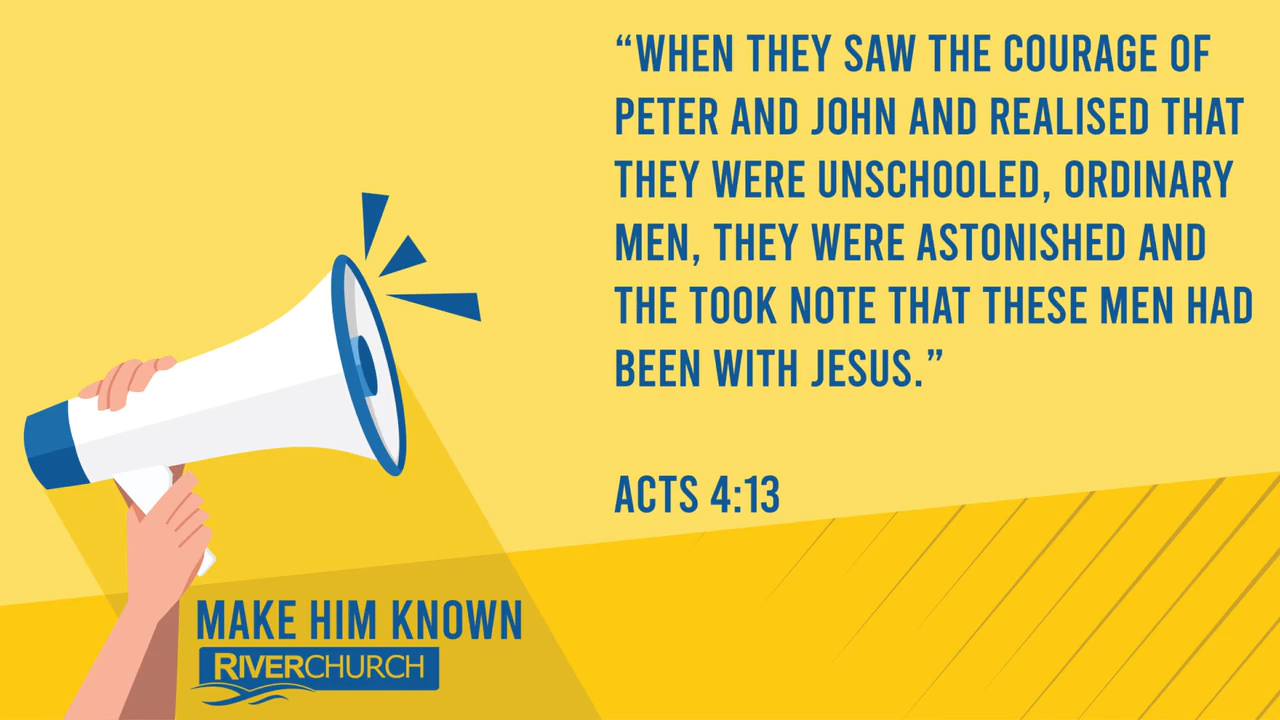 “WHEN THEY SAW THE COURAGE OF
PETER AND JOHN AND REALISED THAT
THEY WERE UNSCHOOLED, ORDINARY
MEN, THEY WERE ASTONISHED AND
THE TOOK NOTE THAT THESE MEN HAD
BEEN WITH JESUS.”
ACTS 4:13
MAKE HIM KNOWN
RIVERCHURCH